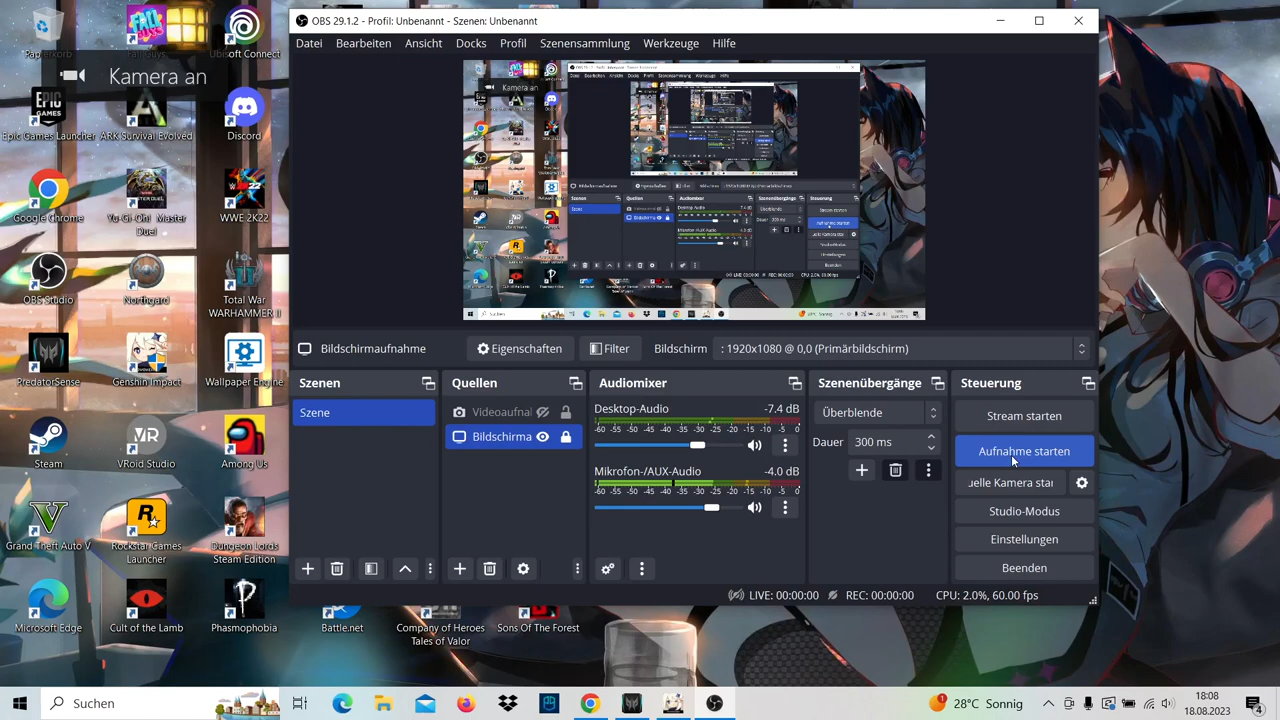 Papierkorb
Fall Guys
Ubisoft Connect
Kamera an
ARK Survival Evolved
Discord
Google Chrome
Yu-Gi-Oh! Master
Duel
WWE 2K22
OBS Studio
Northgard
Total War
WARHAMMER II
PredatorSense
Genshin Impact
Wallpaper Engine
Steam
VRoid Studio
Among Us
Grand Theft Auto V
Rockstar Games
Launcher
Dungeon Lords
Steam Edition
Microsoft Edge
Cult of the Lamb
Phasmophobia
Battle.net
Company of Heroes
Tales of Valor
Sons Of The Forest
OBS 29.1.2 - Profil: Unbenannt - Szenen: Unbenannt
Datei Bearbeiten Ansicht Docks Profil Szenensammlung Werkzeuge Hilfe
Bildschirmaufnahme Eigenschaften Filter Bildschirm : 1920x1080 @ 0,0 (Primärbildschirm)
Szenen
Szene
Quellen
Videoaufnal
Bildschirma
Audiomixer
Desktop-Audio -7.4 dB
-60 -55 -50 -45 -40 -35 -30 -25 -20 -15 -10 -5 0
Mikrofon-/AUX-Audio -4.0 dB
-60 -55 -50 -45 -40 -35 -30 -25 -20 -15 -10 -5 0
Szenenübergänge
Überblende
Dauer 300 ms
Steuerung
Stream starten
Aufnahme starten
uelle Kamera star
Studio-Modus
Einstellungen
Beenden
LIVE: 00:00:00 REC: 00:00:00 CPU: 2.0%, 60.00 fps
Suchen
28°C Sonnig
18:08
18.08.2023
4